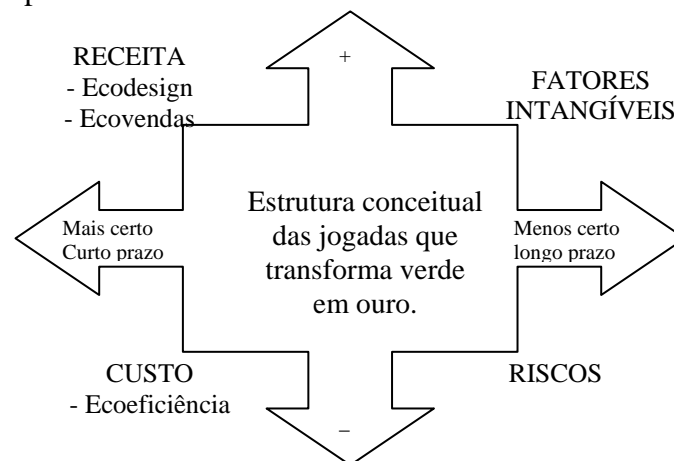 RECEITA
- Ecodesign
- Ecovendas
+
FATORES
INTANGÍVEIS
Mais certo
Curto prazo
Estrutura conceitual
das jogadas que
transforma verde
em ouro.
Menos certo
longo prazo
CUSTO
- Ecoeficiência
RISCOS
–